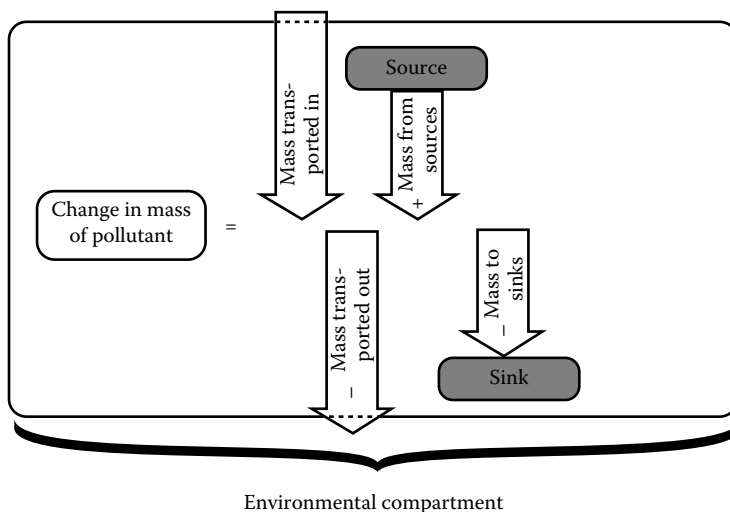 Source
Mass trans-
ported in
+ Mass from
sources
Change in mass
of pollutant
=
– Mass trans-
ported out
– Mass to
sinks
Sink
Environmental compartment